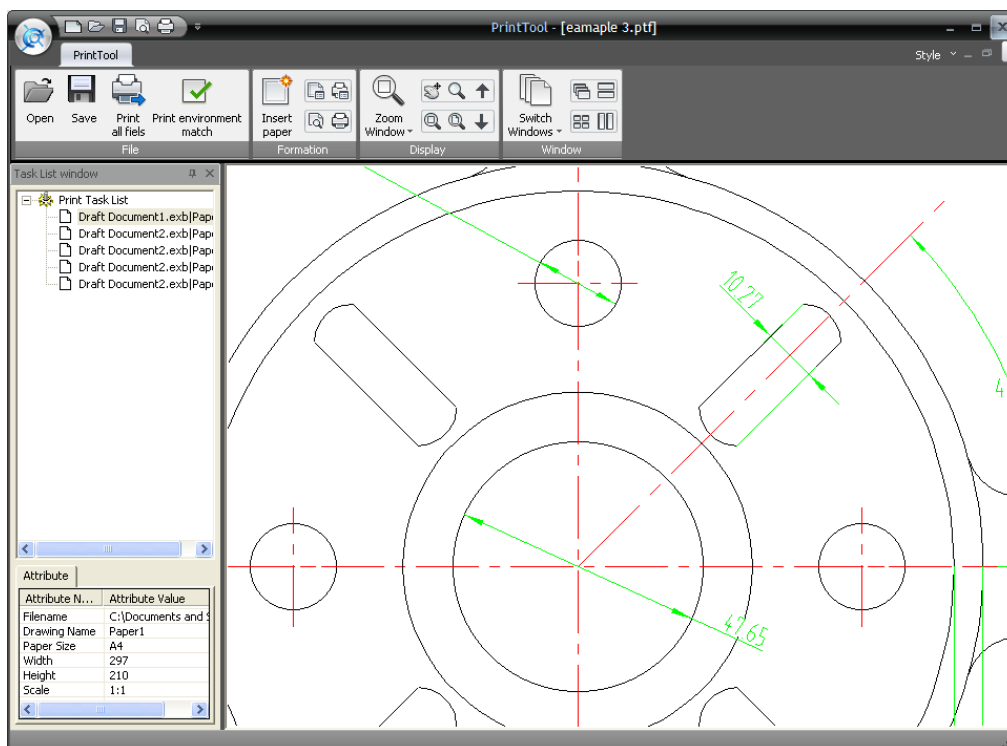 PrintTool - [eamaple 3.ptf]
PrintTool
Style
Open
Save
Print
all fiels
Print environment
match
Insert
paper
Zoom
Window
Switch
Windows
File
Formation
Display
Window
Task List window
Print Task List
Draft Document1.exb|Pap
Draft Document2.exb|Pap
Draft Document2.exb|Pap
Draft Document2.exb|Pap
Draft Document2.exb|Pap
Attribute
Attribute N... Attribute Value
Filename C:\Documents and S
Drawing Name Paper1
Paper Size A4
Width 297
Height 210
Scale 1:1
10.27
4
47.65